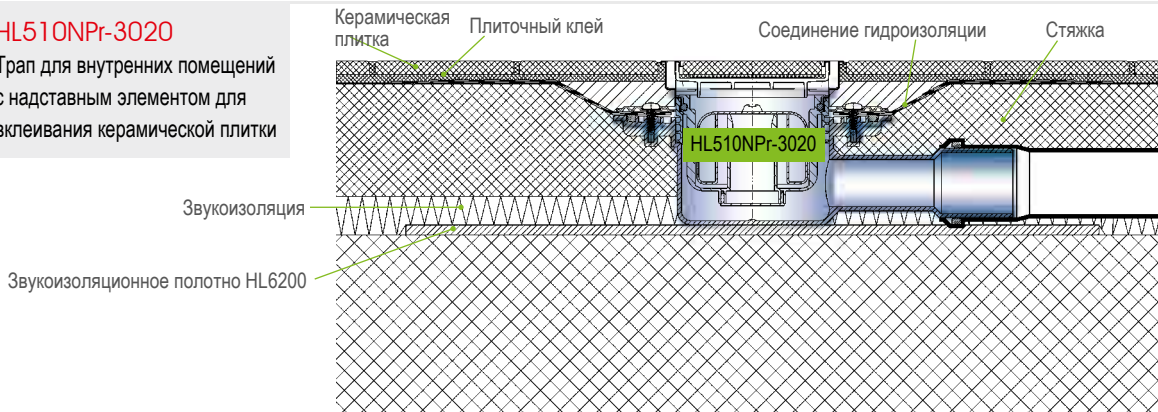 HL510NPr-3020
Трап для внутренних помещений
с надставным элементом для
вклеивания керамической плитки
Керамическая
плитка
Плиточный клей
Соединение гидроизоляции
Стяжка
HL510NPr-3020
Звукоизоляция
Звукоизоляционное полотно HL6200